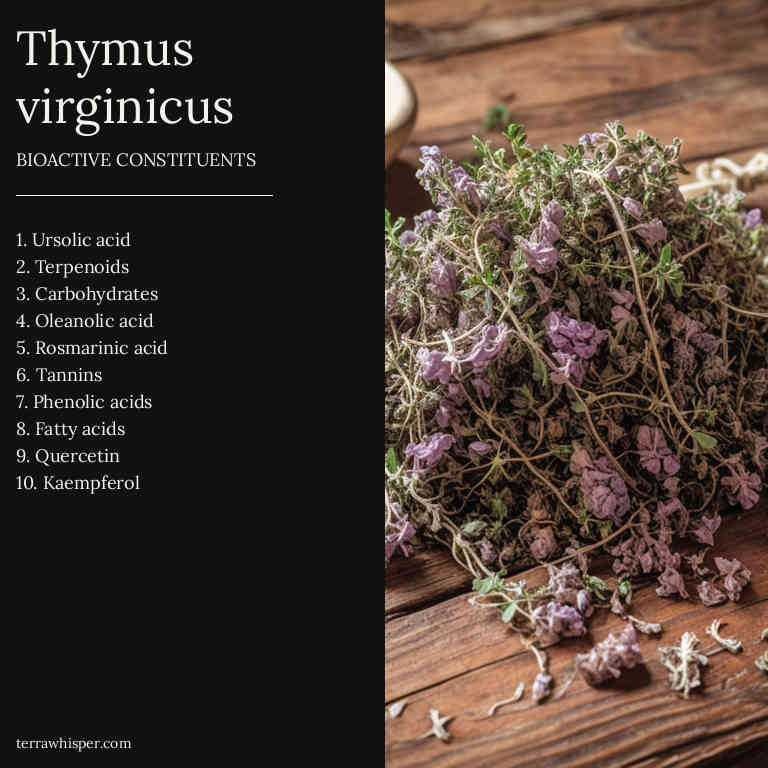 Thymus
virginicus
BIOACTIVE CONSTITUENTS
1. Ursolic acid
2. Terpenoids
3. Carbohydrates
4. Oleanolic acid
5. Rosmarinic acid
6. Tannins
7. Phenolic acids
8. Fatty acids
9. Quercetin
10. Kaempferol
terrawhisper.com